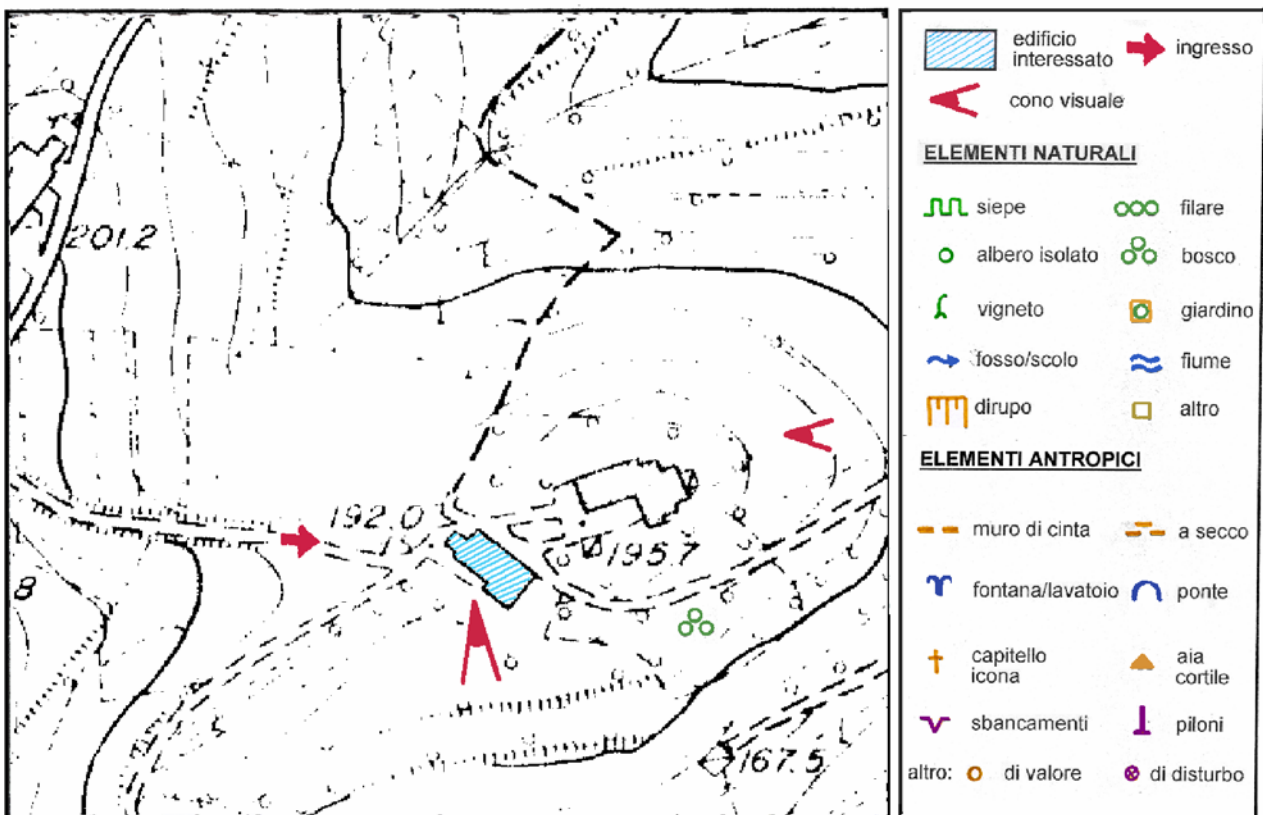 201.2
192.0
195.7
8
167.5
edificio
interessato
ingresso
cono visuale
ELEMENTI NATURALI
siepe
filare
albero isolato
bosco
vigneto
giardino
fosso/scolo
fiume
dirupo
altro
ELEMENTI ANTROPICI
muro di cinta
a secco
fontana/lavatoio
ponte
capitello
icona
aia
cortile
sbancamenti
piloni
altro:
di valore
di disturbo